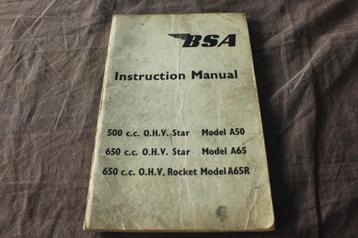 BSA
Instruction Manual
500 c.c. O.H.V. Star Model A50
650 c.c. O.H.V. Star Model A65
650 c.c. O.H.V. Rocket Model A65R